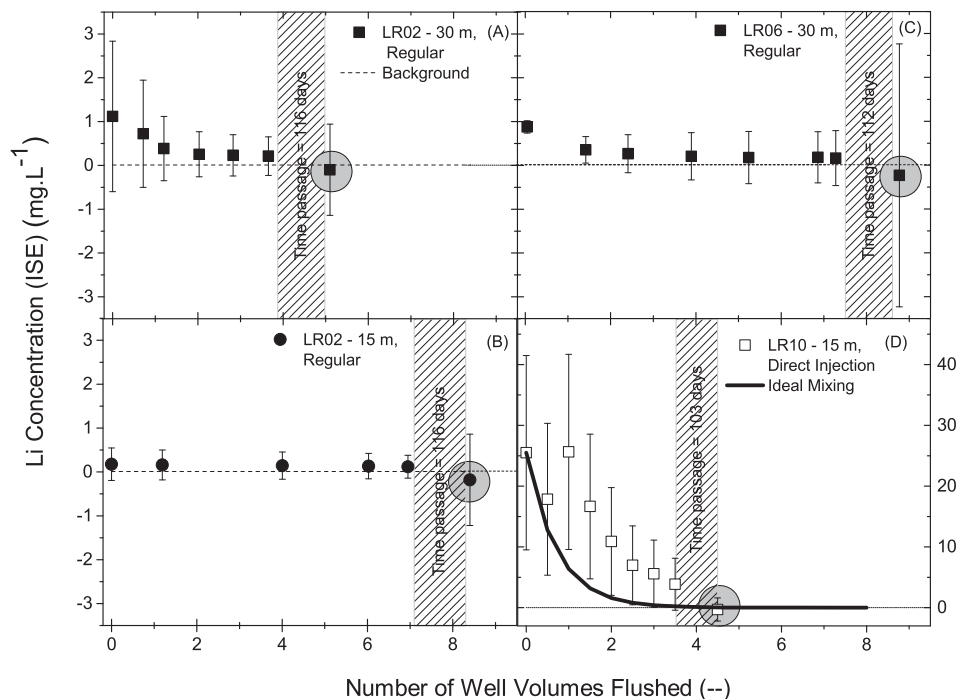 Li Concentration (ISE) (mg.L-1)
3
2
1
0
-1
-2
-3
LR02 - 30 m, (A)
Regular
Background
Time passage = 116 days
LR06 - 30 m, (C)
Regular
Time passage = 112 days
3
2
1
0
-1
-2
-3
LR02 - 15 m, (B)
Regular
Time passage = 116 days
0 2 4 6 8
LR10 - 15 m, (D)
Direct Injection
Ideal Mixing
Time passage = 103 days
40
30
20
10
0
0 2 4 6 8
Number of Well Volumes Flushed (--)